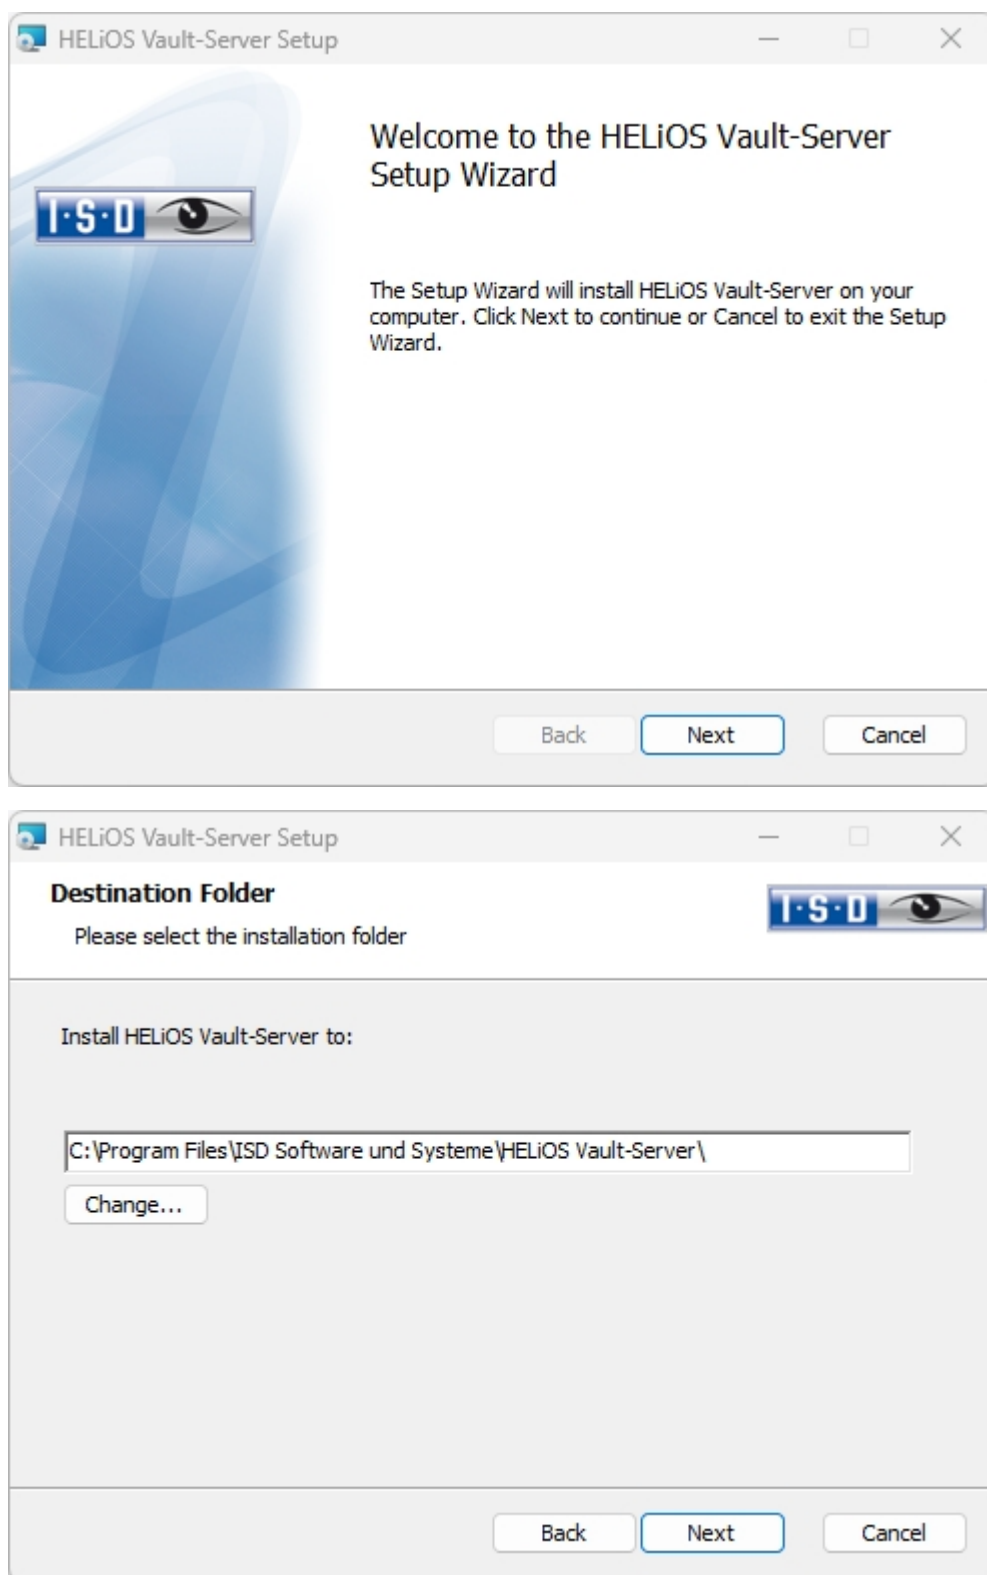 HELiOS Vault-Server Setup
Welcome to the HELiOS Vault-Server
Setup Wizard
I·S·D
The Setup Wizard will install HELiOS Vault-Server on your
computer. Click Next to continue or Cancel to exit the Setup
Wizard.
Back Next Cancel
HELiOS Vault-Server Setup
Destination Folder
I·S·D
Please select the installation folder
Install HELiOS Vault-Server to:
C:\Program Files\ISD Software und Systeme\HELiOS Vault-Server\
Change...
Back Next Cancel